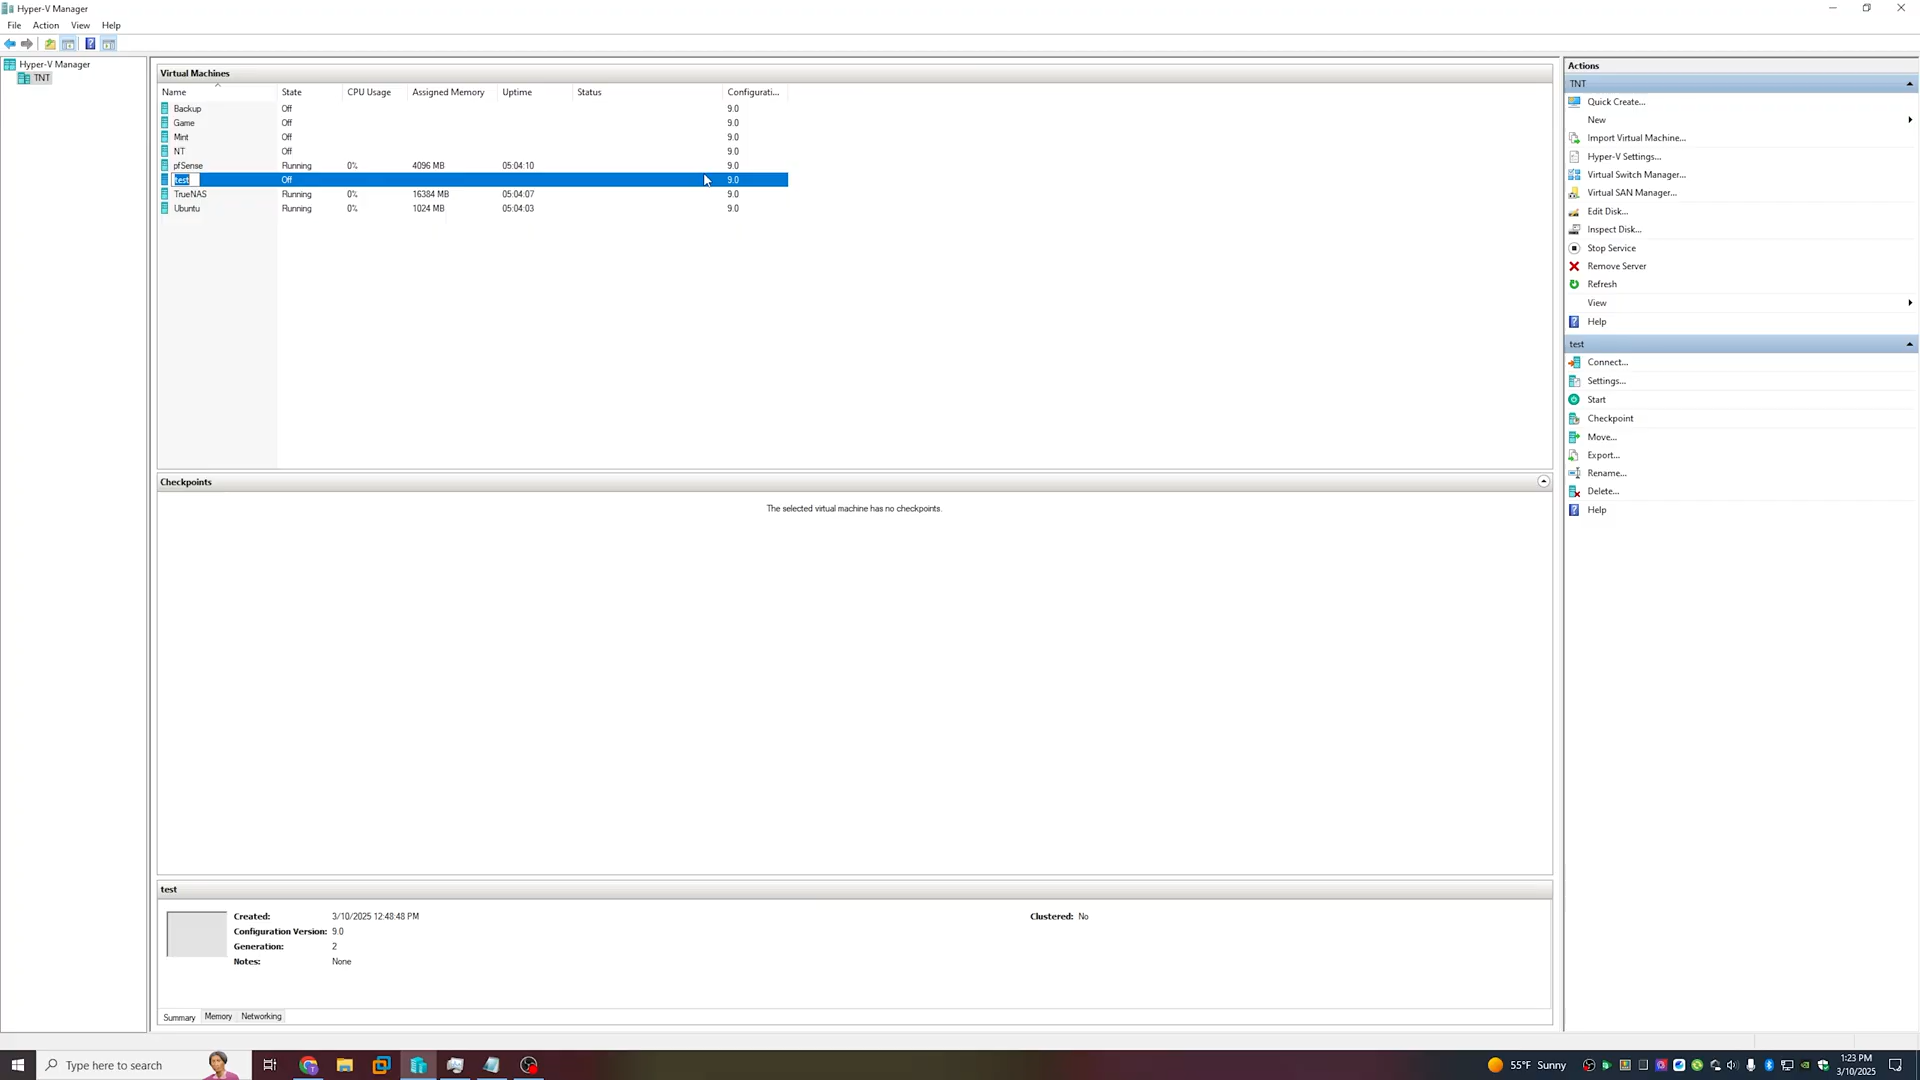 Hyper-V Manager
File Action View Help
Hyper-V Manager
TNT
Virtual Machines
Name State CPU Usage Assigned Memory Uptime Status Configurati...
Backup Off 9.0
Game Off 9.0
Mint Off 9.0
NT Off 9.0
pfSense Running 0% 4096 MB 05:04:10 9.0
test Off 9.0
TrueNAS Running 0% 16384 MB 05:04:07 9.0
Ubuntu Running 0% 1024 MB 05:04:03 9.0
Checkpoints
The selected virtual machine has no checkpoints.
test
Created: 3/10/2025 12:48:48 PM Clustered: No
Configuration Version: 9.0
Generation: 2
Notes: None
Summary Memory Networking
Actions
TNT
Quick Create...
New
Import Virtual Machine...
Hyper-V Settings...
Virtual Switch Manager...
Virtual SAN Manager...
Edit Disk...
Inspect Disk...
Stop Service
Remove Server
Refresh
View
Help
test
Connect...
Settings...
Start
Checkpoint
Move...
Export...
Rename...
Delete...
Help
Type here to search
55°F Sunny
1:23 PM
3/10/2025